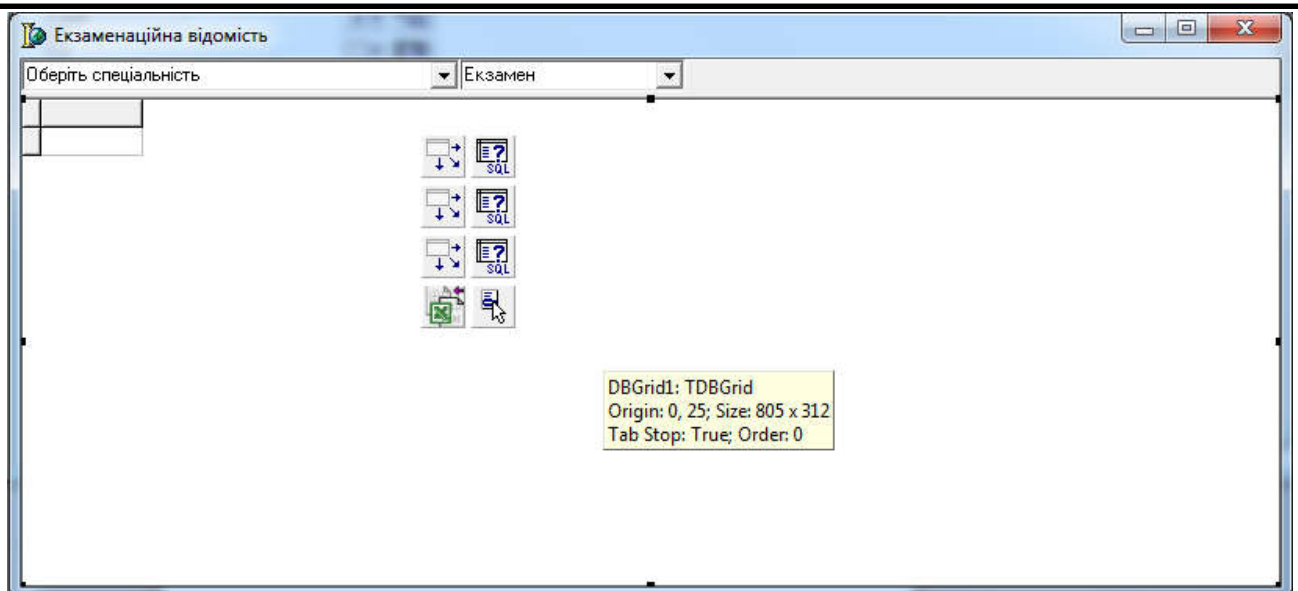 Екзаменаційна відомість
Оберіть спеціальність Екзамен
SQL
SQL
SQL
DBGrid1: TDBGrid
Origin: 0, 25; Size: 805 x 312
Tab Stop: True; Order: 0